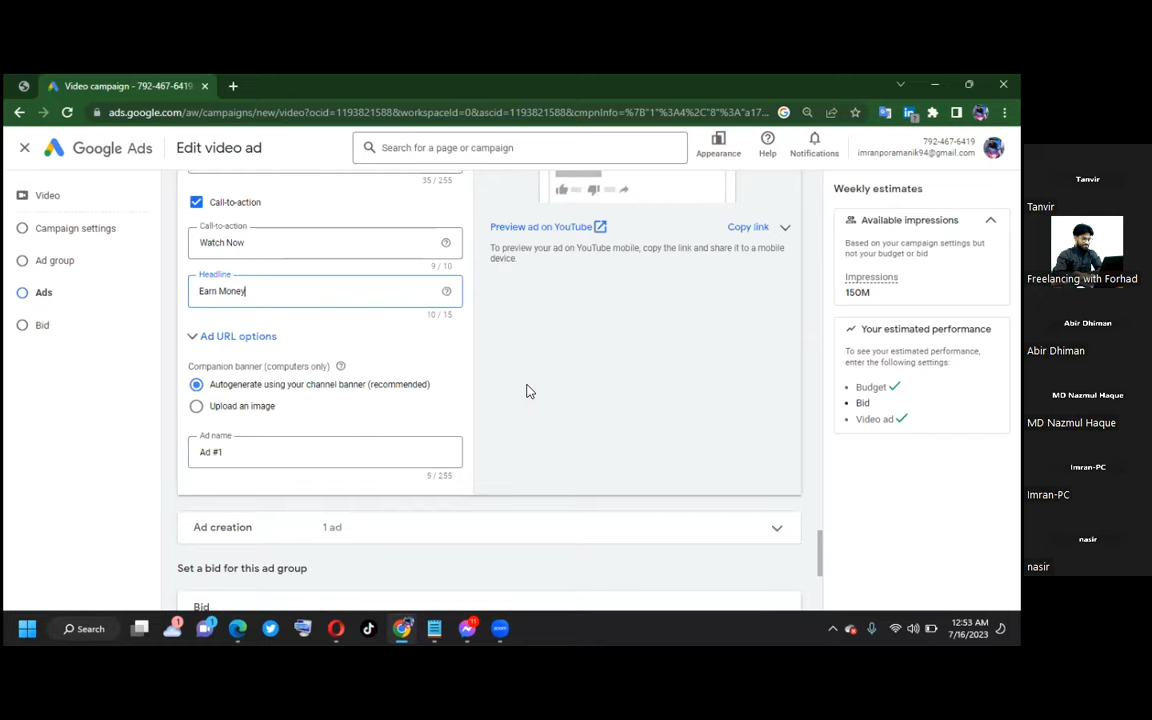 Video campaign - 792-467-6419
ads.google.com/aw/campaigns/new/video?ocid=1193821588&workspaceId=0&ascid=1193821588&cmpnInfo=%7B"1"%3A4%2C"8"%3A"a17...
Google Ads
Edit video ad
Search for a page or campaign
Appearance
Help
Notifications
792-467-6419
imranporamanik94@gmail.com
Video
Campaign settings
Ad group
Ads
Bid
35 / 255
Call-to-action
Call-to-action
Watch Now
9 / 10
Headline
Earn Money
10 / 15
Ad URL options
Companion banner (computers only)
Autogenerate using your channel banner (recommended)
Upload an image
Ad name
Ad #1
5 / 255
Preview ad on YouTube
Copy link
To preview your ad on YouTube mobile, copy the link and share it to a mobile
device.
Ad creation
1 ad
Set a bid for this ad group
Bid
Weekly estimates
Available impressions
Based on your campaign settings but
not your budget or bid
Impressions
150M
Your estimated performance
To see your estimated performance,
enter the following settings:
Budget
Bid
Video ad
Tanvir
Tanvir
Freelancing with Forhad
Abir Dhiman
Abir Dhiman
MD Nazmul Haque
MD Nazmul Haque
Imran-PC
Imran-PC
nasir
nasir
Search
1
1
11
zoom
12:53 AM
7/16/2023